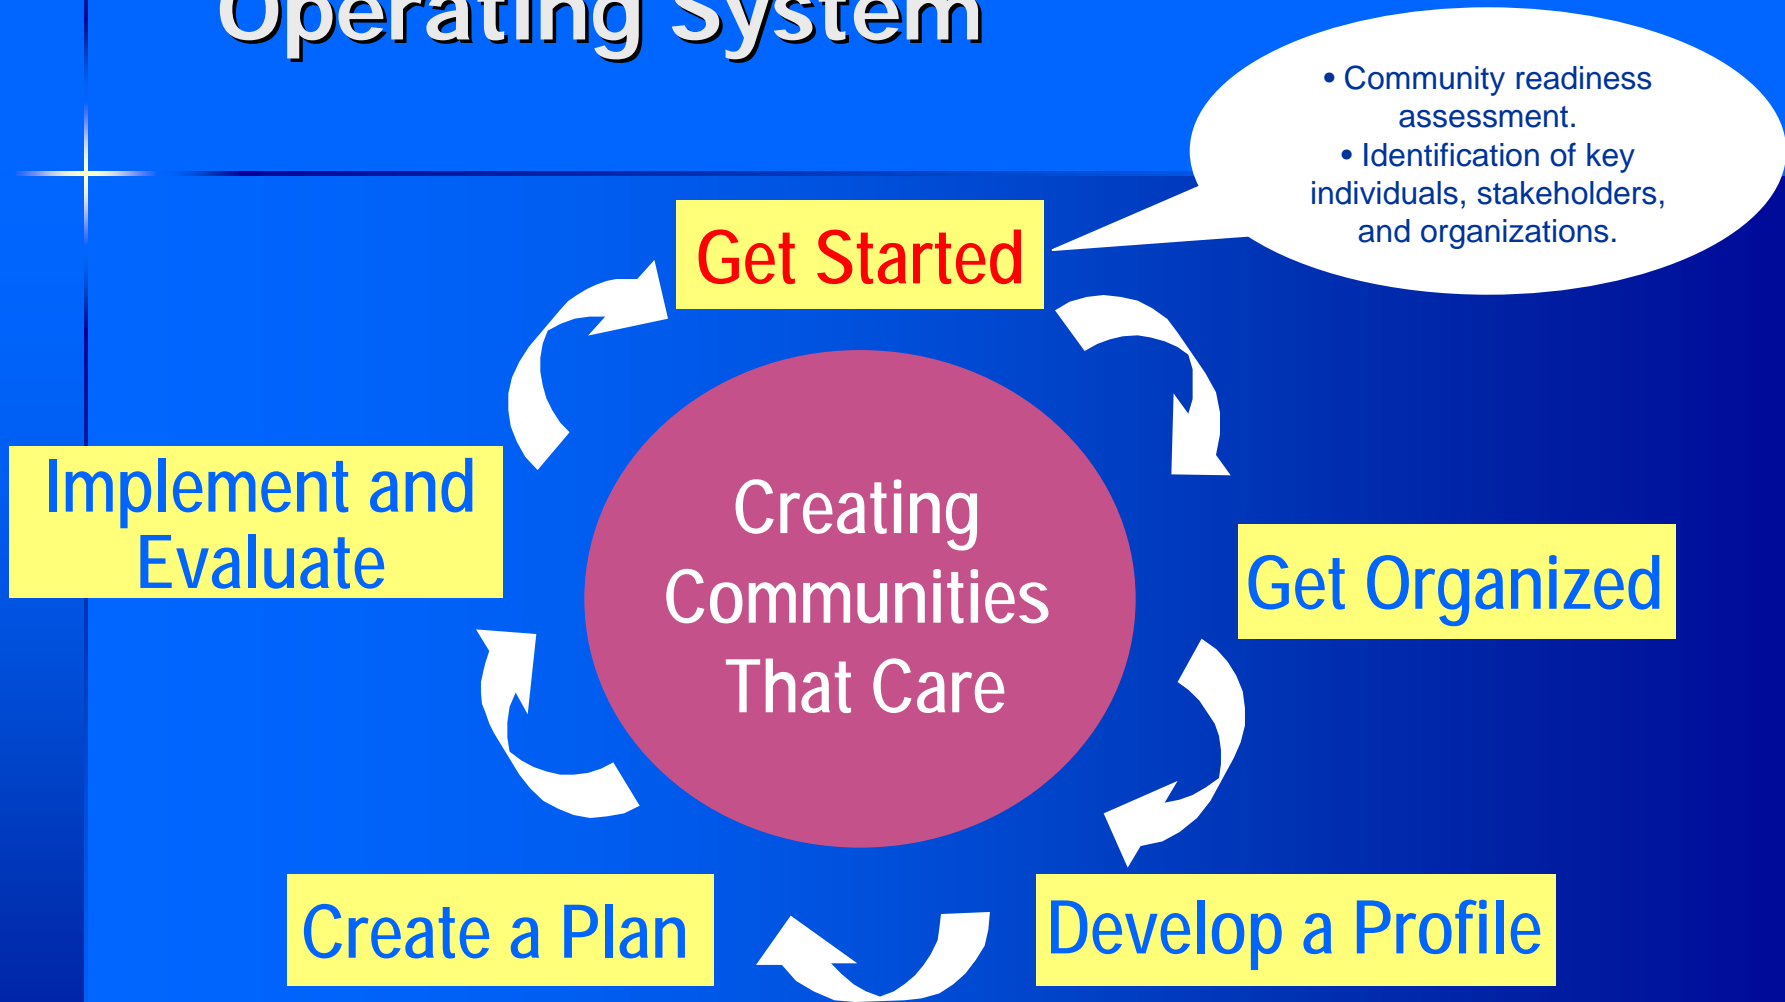 Operating System
• Community readiness
assessment.
• Identification of key
individuals, stakeholders,
and organizations.
Get Started
Implement and
Evaluate
Creating
Communities
That Care
Get Organized
Create a Plan
Develop a Profile